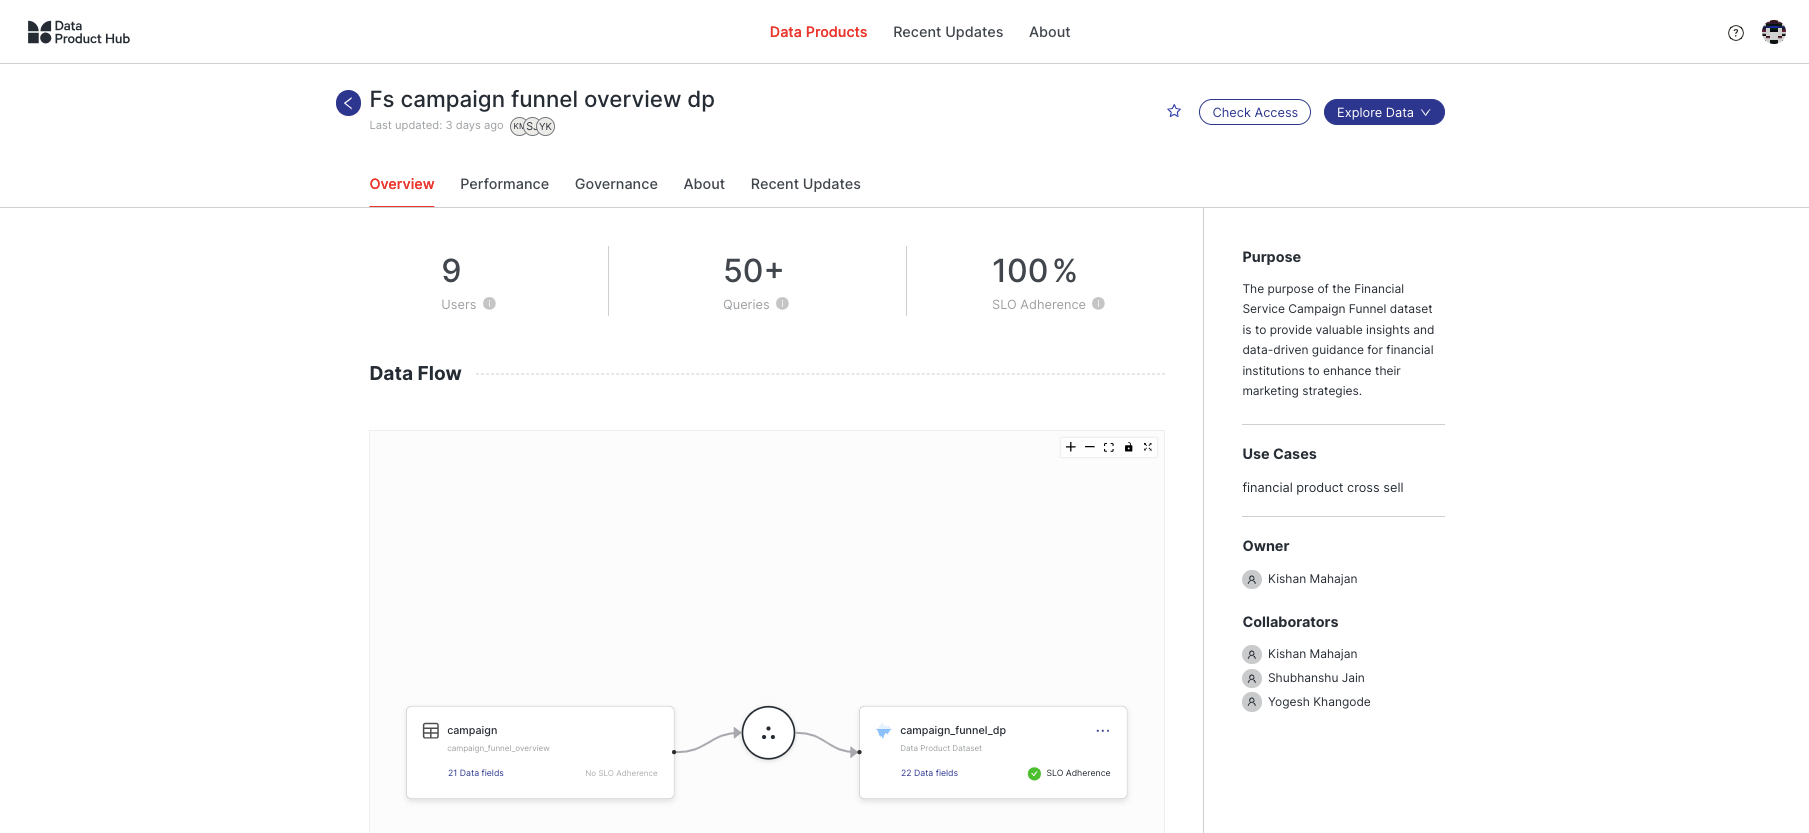 Data
Product Hub
Data Products
Recent Updates
About
Fs campaign funnel overview dp
Last updated: 3 days ago
YK
Check Access
Explore Data
Overview
Performance
Governance
About
Recent Updates
9
Users
50+
Queries
100 %
SLO Adherence
Data Flow
campaign
campaign_funnel_overview
21 Data fields
No SLO Adherence
campaign_funnel_dp
Data Product Dataset
22 Data fields
SLO Adherence
Purpose
The purpose of the Financial
Service Campaign Funnel dataset
is to provide valuable insights and
data-driven guidance for financial
institutions to enhance their
marketing strategies.
Use Cases
financial product cross sell
Owner
Kishan Mahajan
Collaborators
Kishan Mahajan
Shubhanshu Jain
Yogesh Khangode